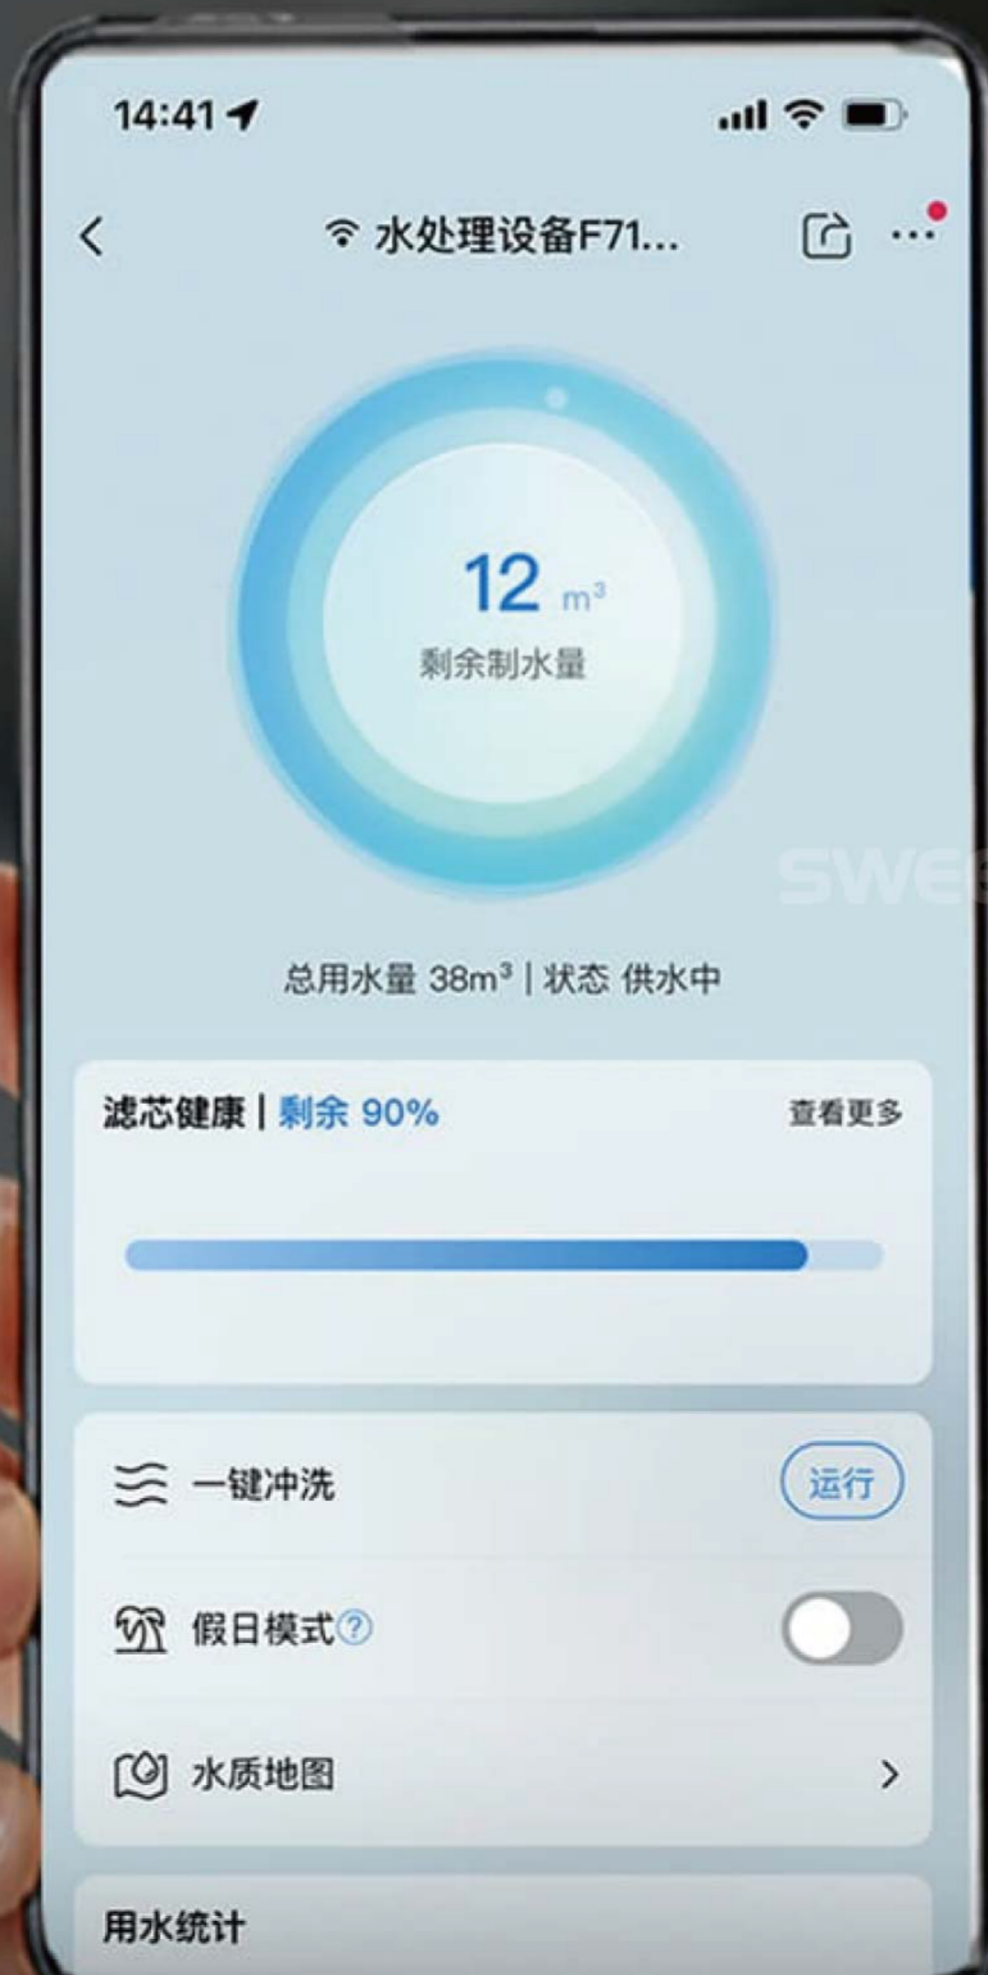 14:41
水处理设备F71...
12 m³
剩余制水量
SWE
总用水量 38m³ | 状态 供水中
滤芯健康 | 剩余 90%
查看更多
一键冲洗
运行
假日模式?
水质地图
用水统计